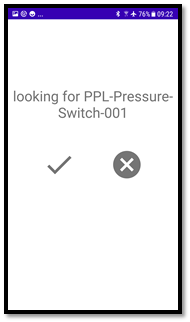 76% 09:22
looking for PPL-Pressure-
Switch-001